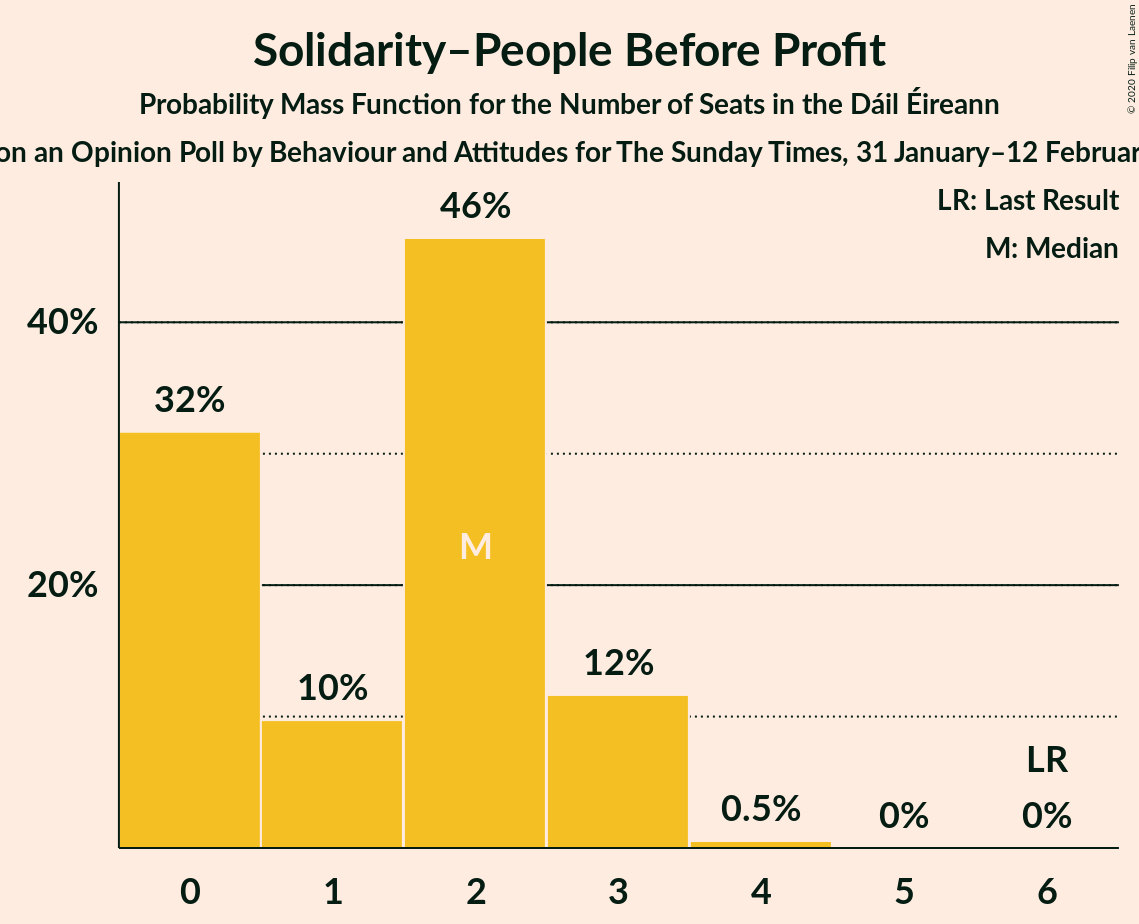 Solidarity–People Before Profit
Probability Mass Function for the Number of Seats in the Dáil Éireann
on an Opinion Poll by Behaviour and Attitudes for The Sunday Times, 31 January–12
LR: Last Result
M: Median
46%
40%
32%
M
20%
12%
10%
LR
0.5%
0%
0%
0
1
2
3
4
5
6
© 2020 Filip van Laenen